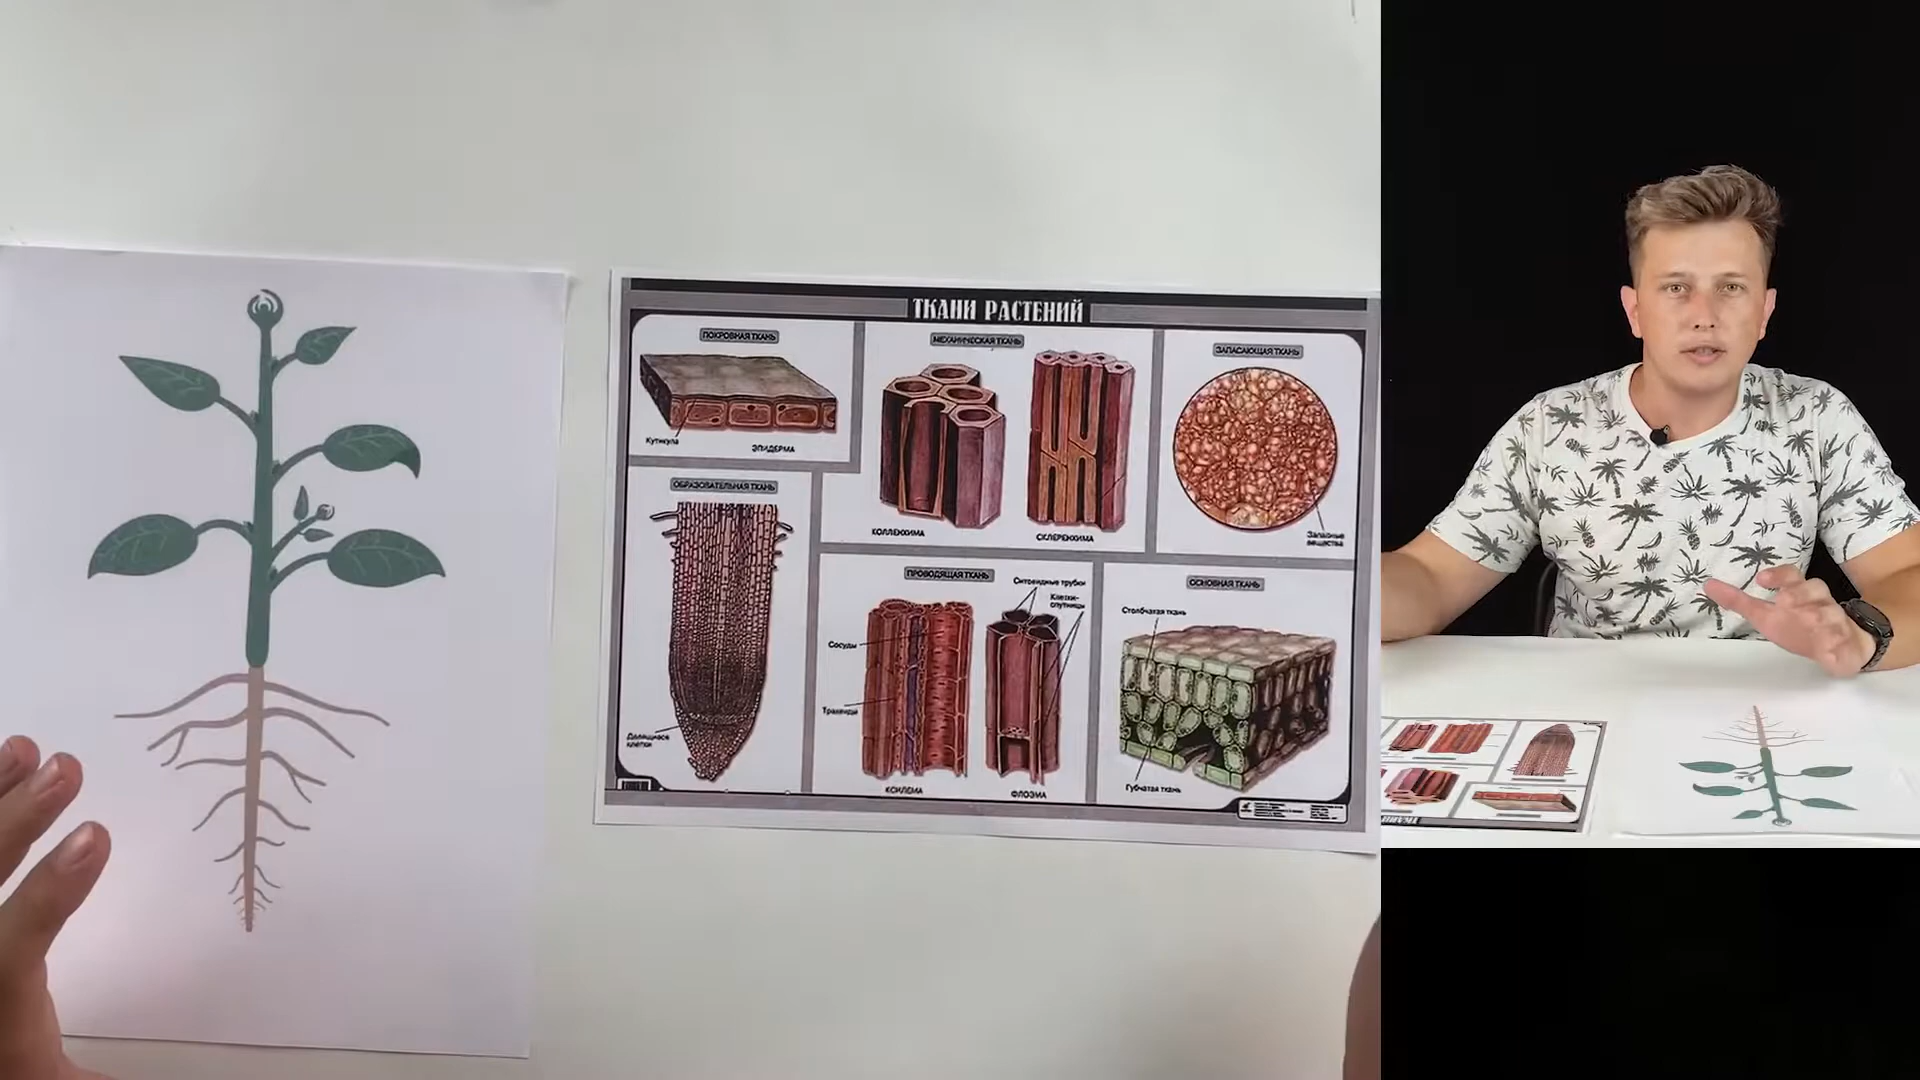 ТКАНИ РАСТЕНИЙ
ПОКРОВНАЯ ТКАНЬ
Кутикула
ЭПИДЕРМА
МЕХАНИЧЕСКАЯ ТКАНЬ
КОЛЛЕНХИМА
СКЛЕРЕНХИМА
ЗАПАСАЮЩАЯ ТКАНЬ
Запасные
вещества
ОБРАЗОВАТЕЛЬНАЯ ТКАНЬ
Делящиеся
клетки
ПРОВОДЯЩАЯ ТКАНЬ
Ситовидные трубки
Клетки-
спутницы
Сосуды
Трахеиды
КСИЛЕМА
ФЛОЭМА
ОСНОВНАЯ ТКАНЬ
Столбчатая ткань
Губчатая ткань